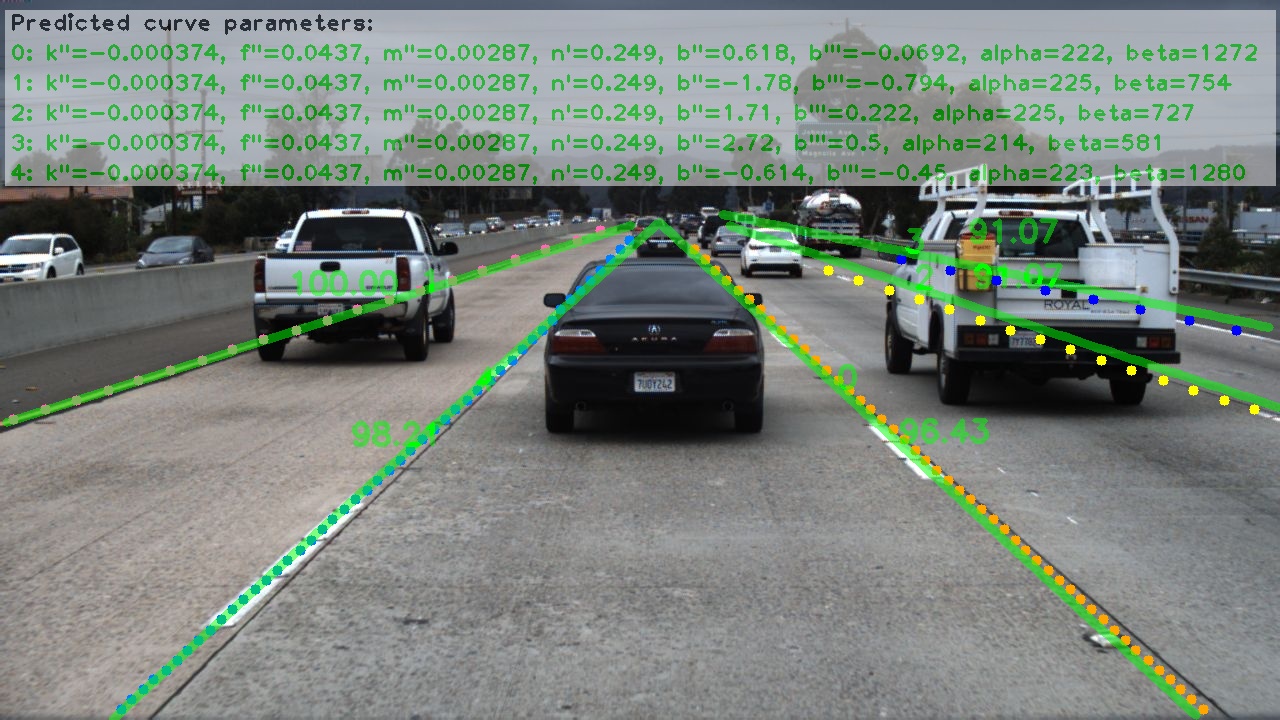 Predicted curve parameters:
0: k''=-0.000374, f''=0.0437, m''=0.00287, n'=0.249, b''=0.618, b'''=-0.0692, alpha=222, beta=1272
1: k''=-0.000374, f''=0.0437, m''=0.00287, n'=0.249, b''=-1.78, b'''=-0.794, alpha=225, beta=754
2: k''=-0.000374, f''=0.0437, m''=0.00287, n'=0.249, b''=1.71, b'''=0.222, alpha=225, beta=727
3: k''=-0.000374, f''=0.0437, m''=0.00287, n'=0.249, b''=2.72, b'''=0.5, alpha=214, beta=581
4: k''=-0.000374, f''=0.0437, m''=0.00287, n'=0.249, b''=-0.614, b'''=-0.45, alpha=223, beta=1280
3 91.07
100.00 1
2 91.07
ROYAL
ACURA
7UOY242
0
98.2
96.43